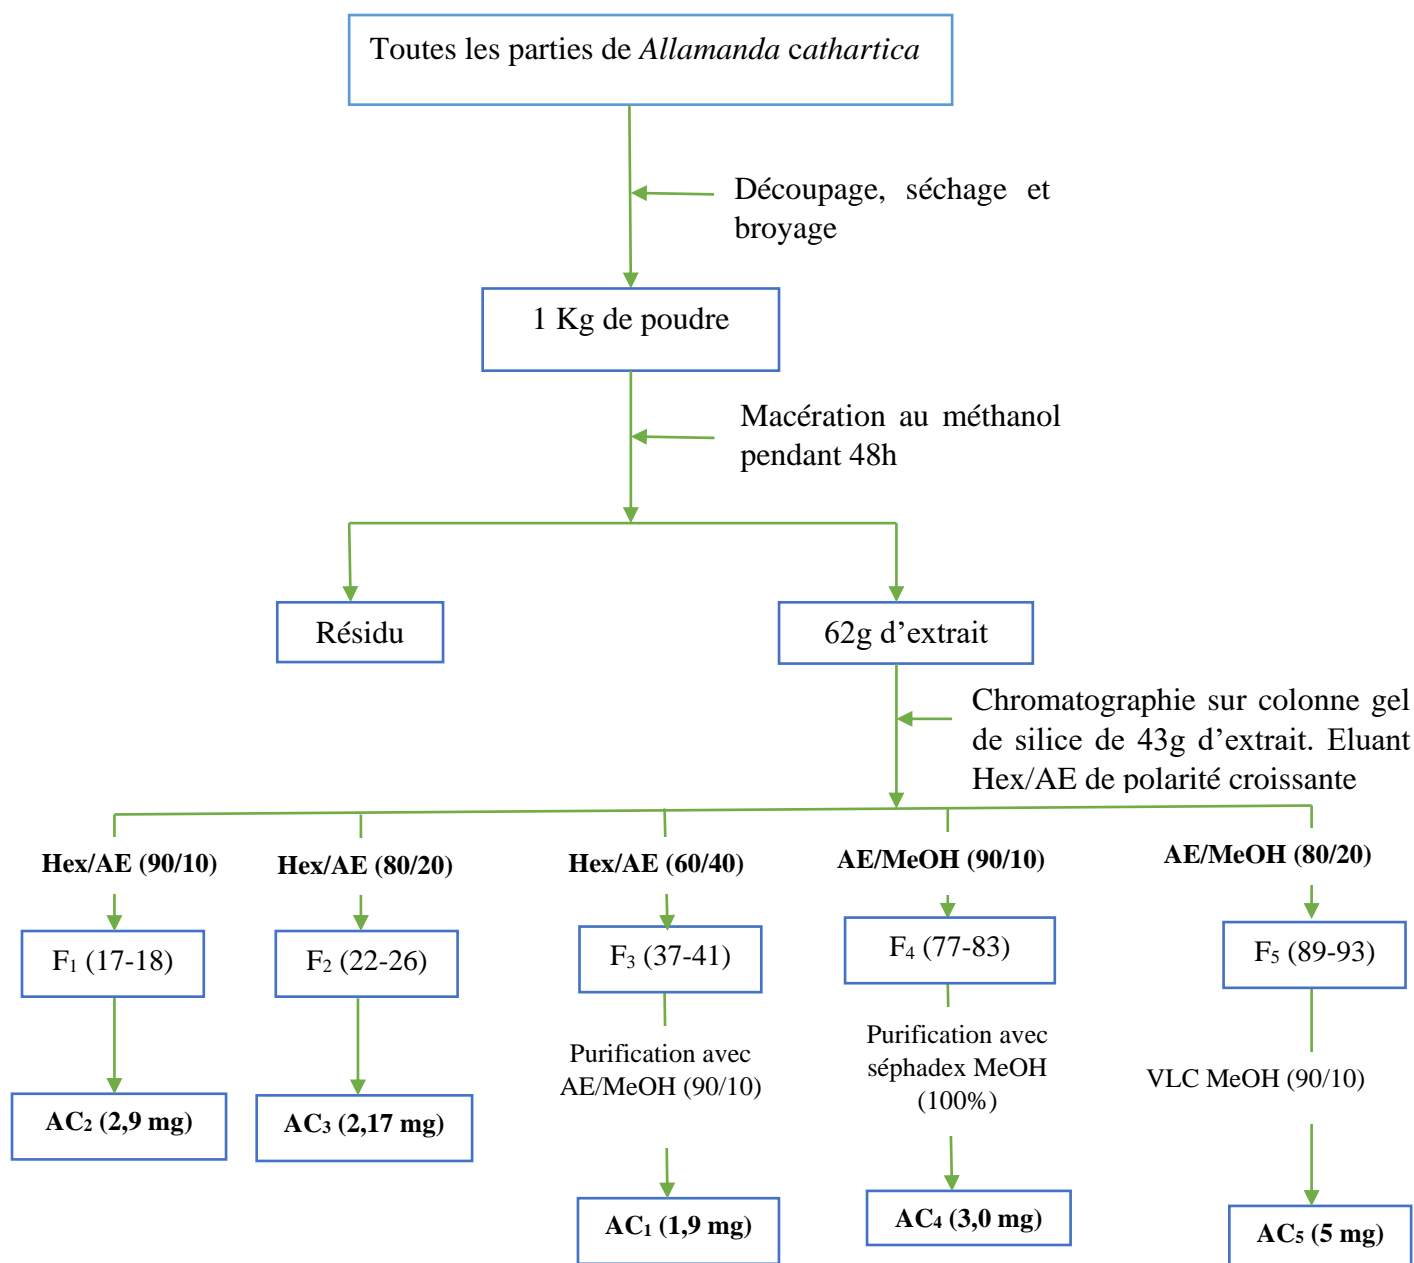 Toutes les parties de Allamanda cathartica
Découpage, séchage et
broyage
1 Kg de poudre
Macération au méthanol
pendant 48h
Résidu
62g d’extrait
Chromatographie sur colonne gel
de silice de 43g d’extrait. Eluant
Hex/AE de polarité croissante
Hex/AE (90/10)
Hex/AE (80/20)
Hex/AE (60/40)
AE/MeOH (90/10)
AE/MeOH (80/20)
F₁ (17-18)
F₂ (22-26)
F₃ (37-41)
F₄ (77-83)
F₅ (89-93)
Purification avec
AE/MeOH (90/10)
Purification avec
séphadex MeOH
(100%)
VLC MeOH (90/10)
AC₂ (2,9 mg)
AC₃ (2,17 mg)
AC₁ (1,9 mg)
AC₄ (3,0 mg)
AC₅ (5 mg)